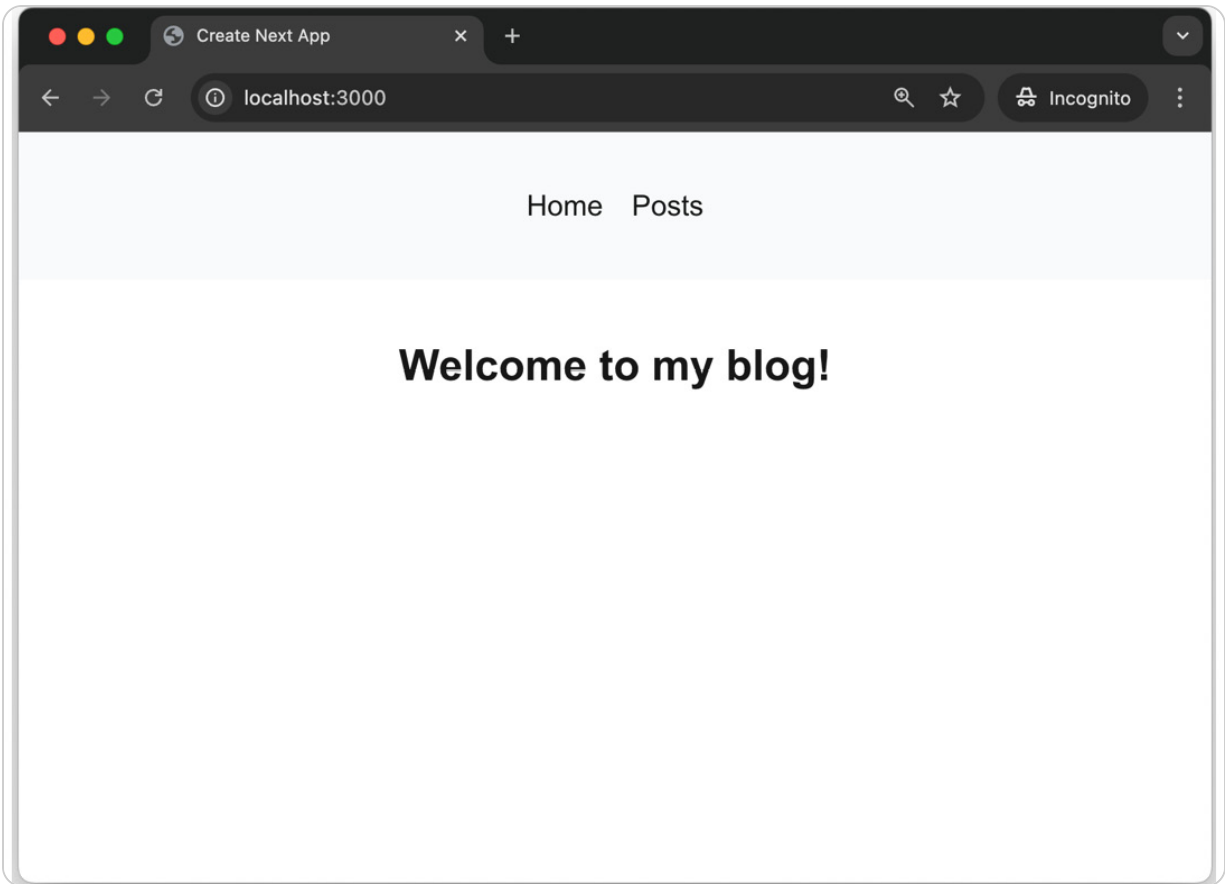 Create Next App
localhost:3000
Incognito
Home Posts
Welcome to my blog!